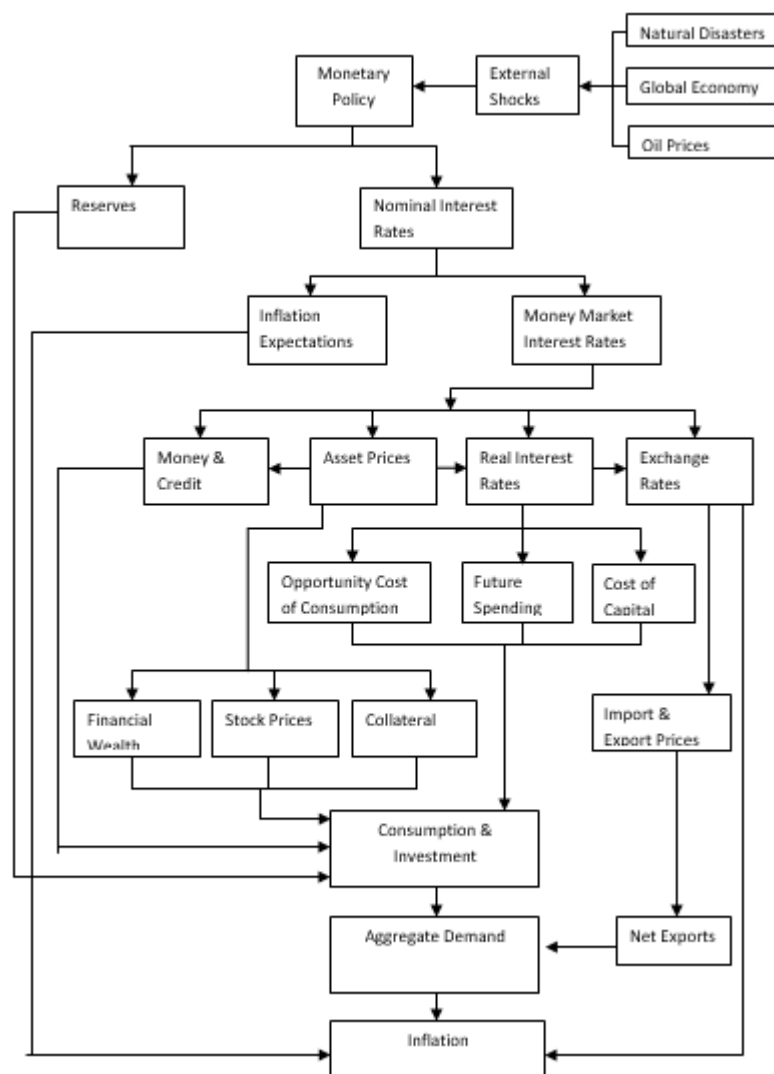 Natural Disasters
Monetary
Policy
External
Shocks
Global Economy
Oil Prices
Reserves
Nominal Interest
Rates
Inflation
Expectations
Money Market
Interest Rates
Money &
Credit
Asset Prices
Real Interest
Rates
Exchange
Rates
Opportunity Cost
of Consumption
Future
Spending
Cost of
Capital
Financial
Wealth
Stock Prices
Collateral
Import &
Export Prices
Consumption &
Investment
Aggregate Demand
Net Exports
Inflation